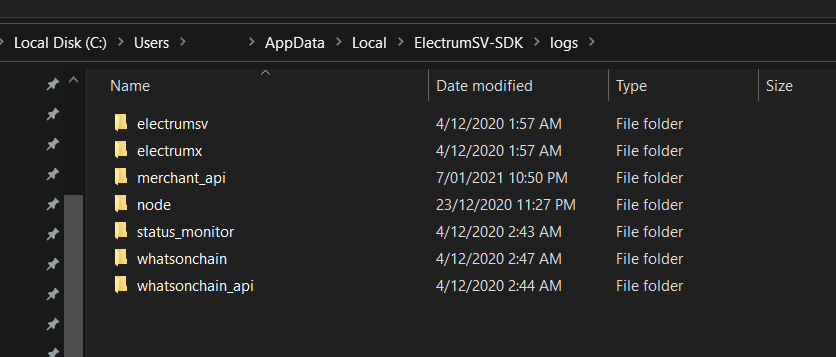 Local Disk (C:) > Users > > AppData > Local > ElectrumSV-SDK > logs >
Name Date modified Type Size
electrumsv 4/12/2020 1:57 AM File folder
electrumx 4/12/2020 1:57 AM File folder
merchant_api 7/01/2021 10:50 PM File folder
node 23/12/2020 11:27 PM File folder
status_monitor 4/12/2020 2:43 AM File folder
whatsonchain 4/12/2020 2:47 AM File folder
whatsonchain_api 4/12/2020 2:44 AM File folder